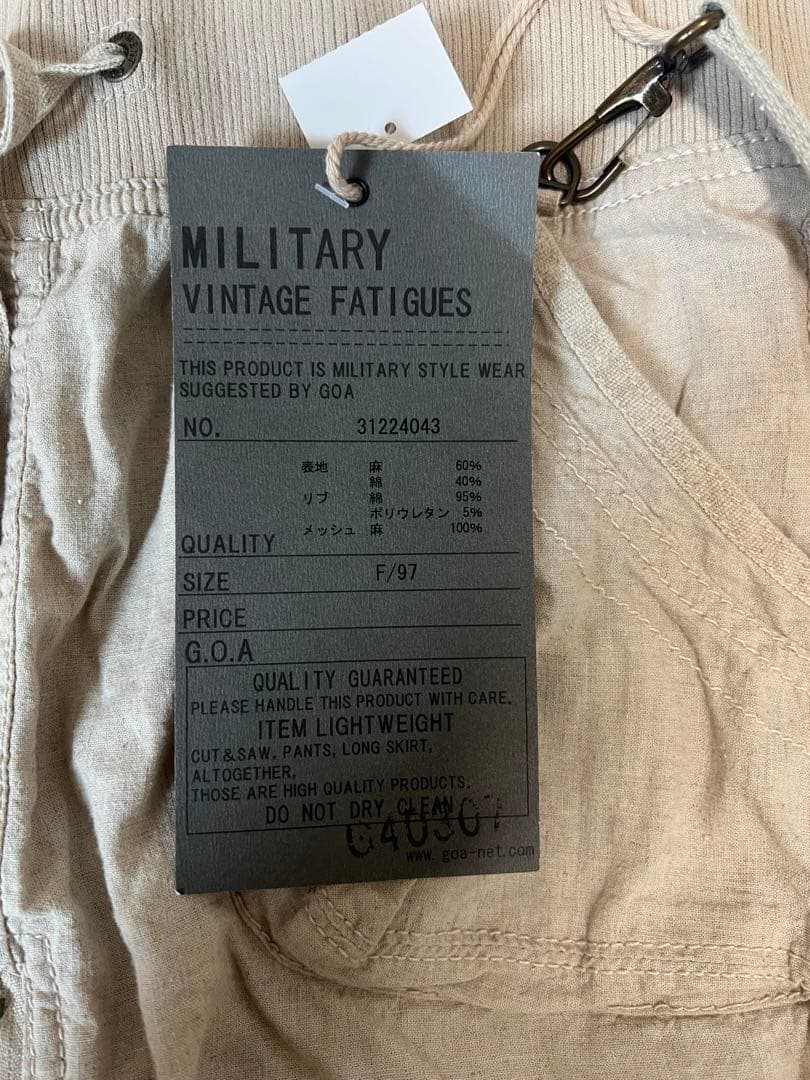 MILITARY
VINTAGE FATIGUES
THIS PRODUCT IS MILITARY STYLE WEAR
SUGGESTED BY GOA
NO. 31224043
表地 麻 60%
綿 40%
リブ 綿 95%
ポリウレタン 5%
メッシュ 麻 100%
QUALITY
SIZE F/97
PRICE
G.O.A
QUALITY GUARANTEED
PLEASE HANDLE THIS PRODUCT WITH CARE.
ITEM LIGHTWEIGHT
CUT&SAW, PANTS, LONG SKIRT,
ALTOGETHER,
THOSE ARE HIGH QUALITY PRODUCTS.
DO NOT DRY CLEAN
www.goa-net.com